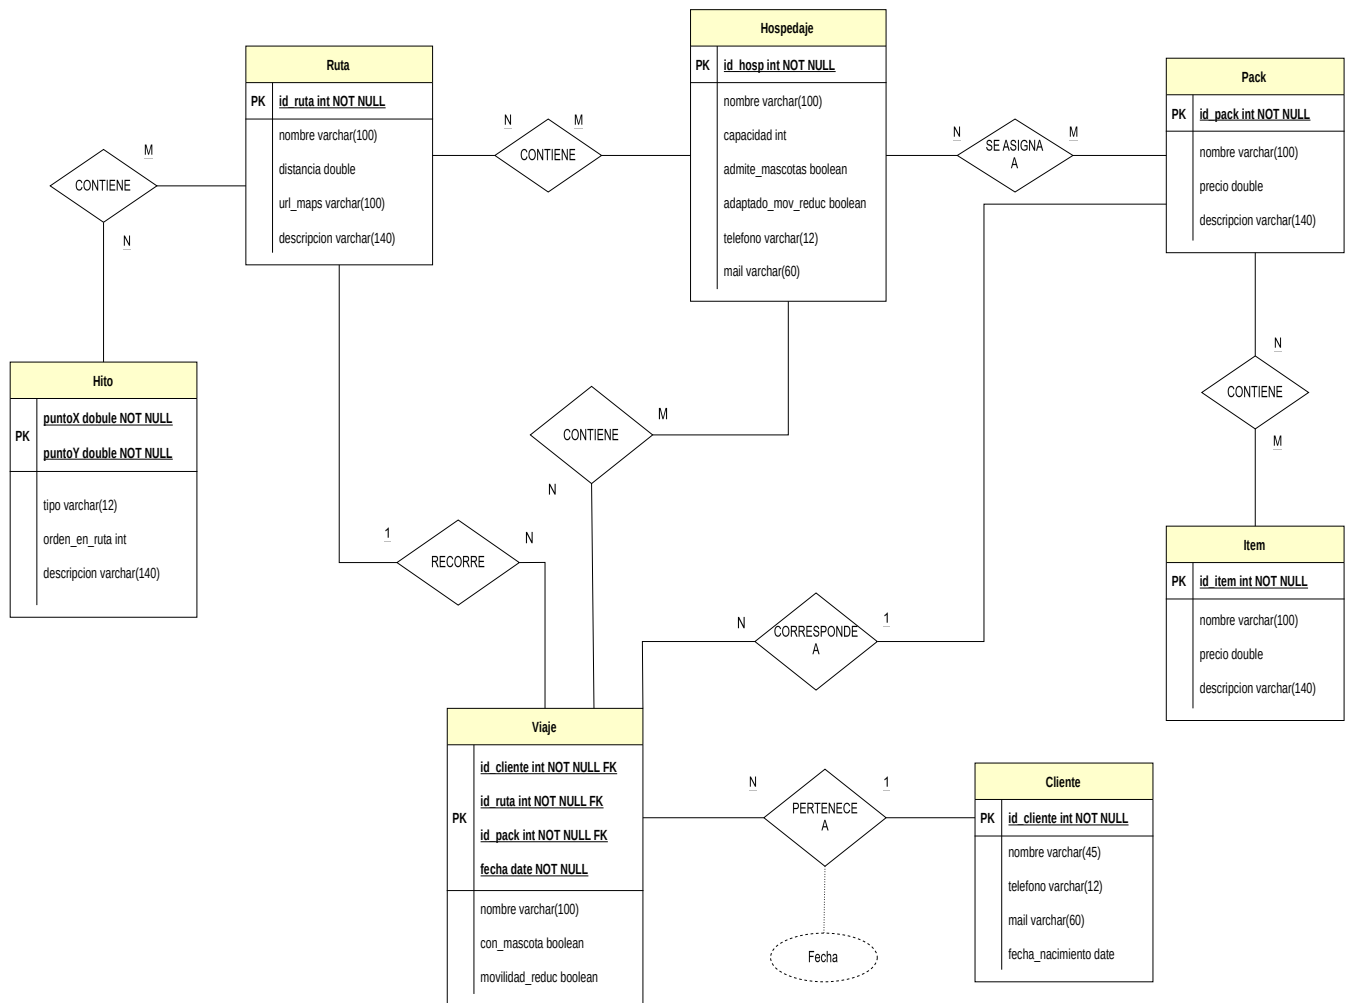 Hospedaje
PK id_hosp int NOT NULL
nombre varchar(100)
capacidad int
admite_mascotas boolean
adaptado_mov_reduc boolean
telefono varchar(12)
mail varchar(60)
Ruta
PK id_ruta int NOT NULL
nombre varchar(100)
distancia double
url_maps varchar(100)
descripcion varchar(140)
Pack
PK id_pack int NOT NULL
nombre varchar(100)
precio double
descripcion varchar(140)
N
M
CONTIENE
N
M
SE ASIGNA
A
M
CONTIENE
N
Hito
PK
puntoX dobule NOT NULL
puntoY double NOT NULL
tipo varchar(12)
orden_en_ruta int
descripcion varchar(140)
M
CONTIENE
N
N
CONTIENE
M
1
N
RECORRE
Item
PK id_item int NOT NULL
nombre varchar(100)
precio double
descripcion varchar(140)
N
1
CORRESPONDE
A
Viaje
PK
id_cliente int NOT NULL FK
id_ruta int NOT NULL FK
id_pack int NOT NULL FK
fecha date NOT NULL
nombre varchar(100)
con_mascota boolean
movilidad_reduc boolean
N
1
PERTENECE
A
Fecha
Cliente
PK id_cliente int NOT NULL
nombre varchar(45)
telefono varchar(12)
mail varchar(60)
fecha_nacimiento date